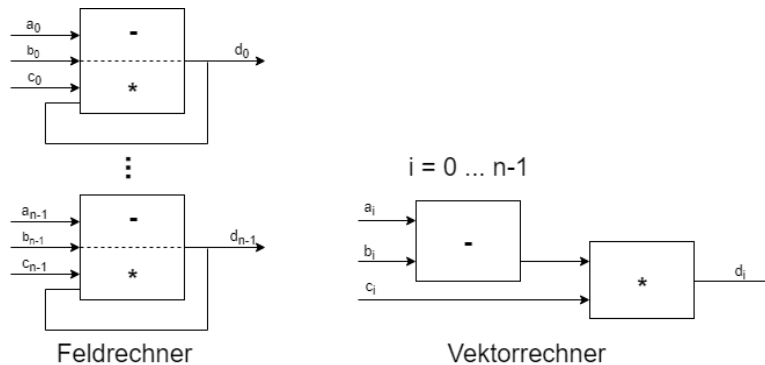 a0
-
b0
d0
c0
*
⋮
i = 0 ... n-1
an-1
-
bn-1
dn-1
cn-1
*
ai
-
bi
ci
*
di
Feldrechner
Vektorrechner